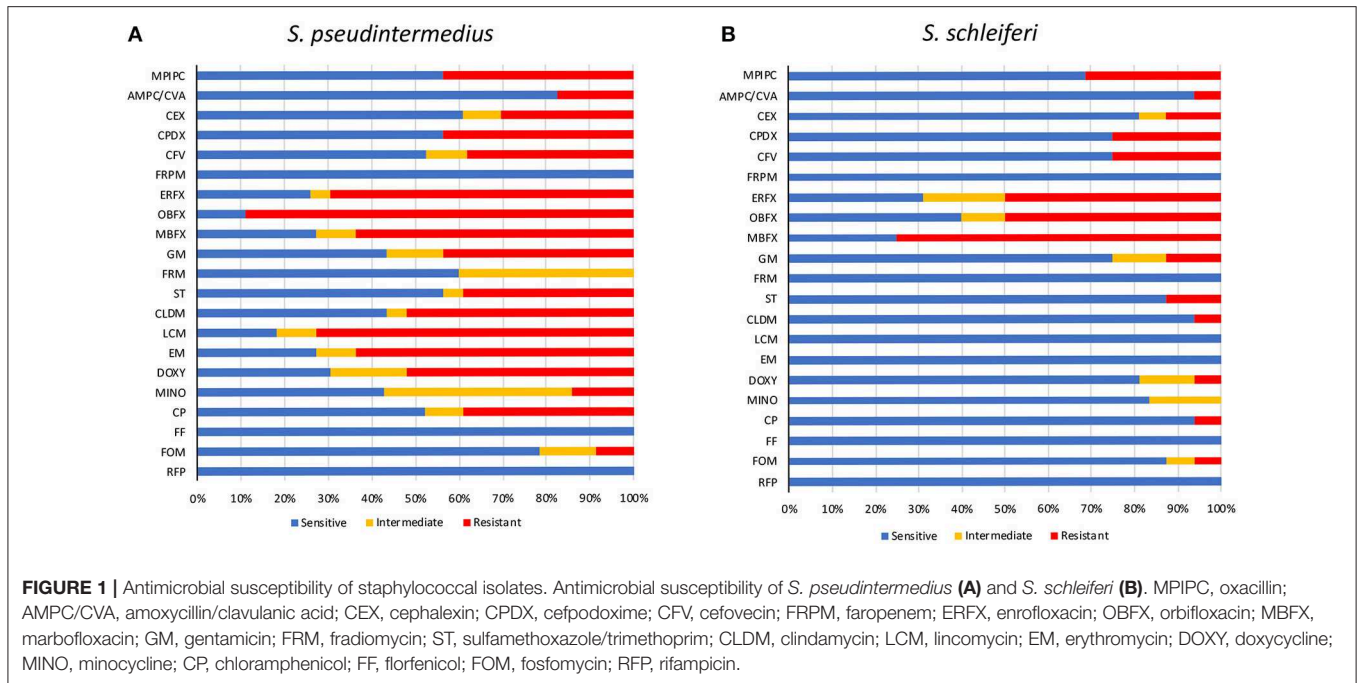 A S. pseudintermedius
MPIPC
AMPC/CVA
CEX
CPDX
CFV
FRPM
ERFX
OBFX
MBFX
GM
FRM
ST
CLDM
LCM
EM
DOXY
MINO
CP
FF
FOM
RFP
0% 10% 20% 30% 40% 50% 60% 70% 80% 90% 100%
Sensitive Intermediate Resistant
B S. schleiferi
MPIPC
AMPC/CVA
CEX
CPDX
CFV
FRPM
ERFX
OBFX
MBFX
GM
FRM
ST
CLDM
LCM
EM
DOXY
MINO
CP
FF
FOM
RFP
0% 10% 20% 30% 40% 50% 60% 70% 80% 90% 100%
Sensitive Intermediate Resistant
FIGURE 1 | Antimicrobial susceptibility of staphylococcal isolates. Antimicrobial susceptibility of S. pseudintermedius (A) and S. schleiferi (B). MPIPC, oxacillin;
AMPC/CVA, amoxycillin/clavulanic acid; CEX, cephalexin; CPDX, cefpodoxime; CFV, cefovecin; FRPM, faropenem; ERFX, enrofloxacin; OBFX, orbifloxacin; MBFX,
marbofloxacin; GM, gentamicin; FRM, fradiomycin; ST, sulfamethoxazole/trimethoprim; CLDM, clindamycin; LCM, lincomycin; EM, erythromycin; DOXY, doxycycline;
MINO, minocycline; CP, chloramphenicol; FF, florfenicol; FOM, fosfomycin; RFP, rifampicin.